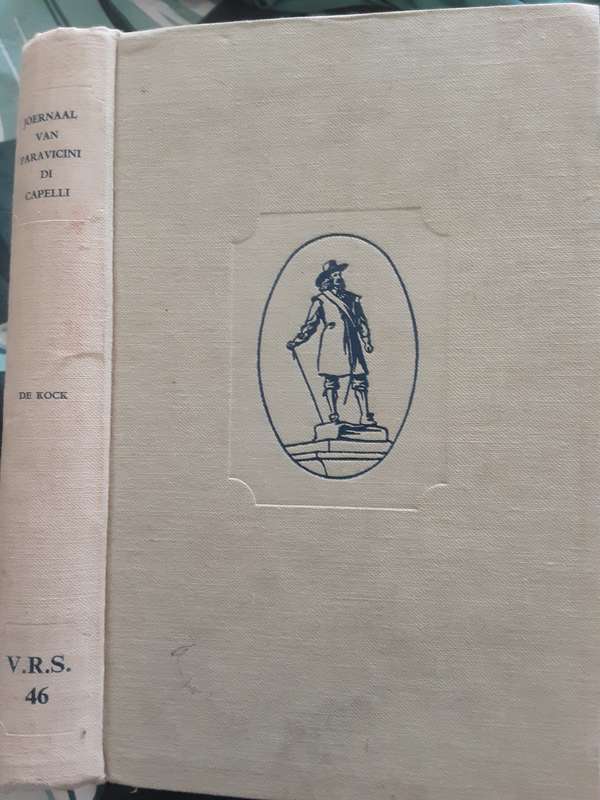 JOERNAAL
VAN
PARAVICINI
DI
CAPELLI
DE KOCK
V.R.S.
46